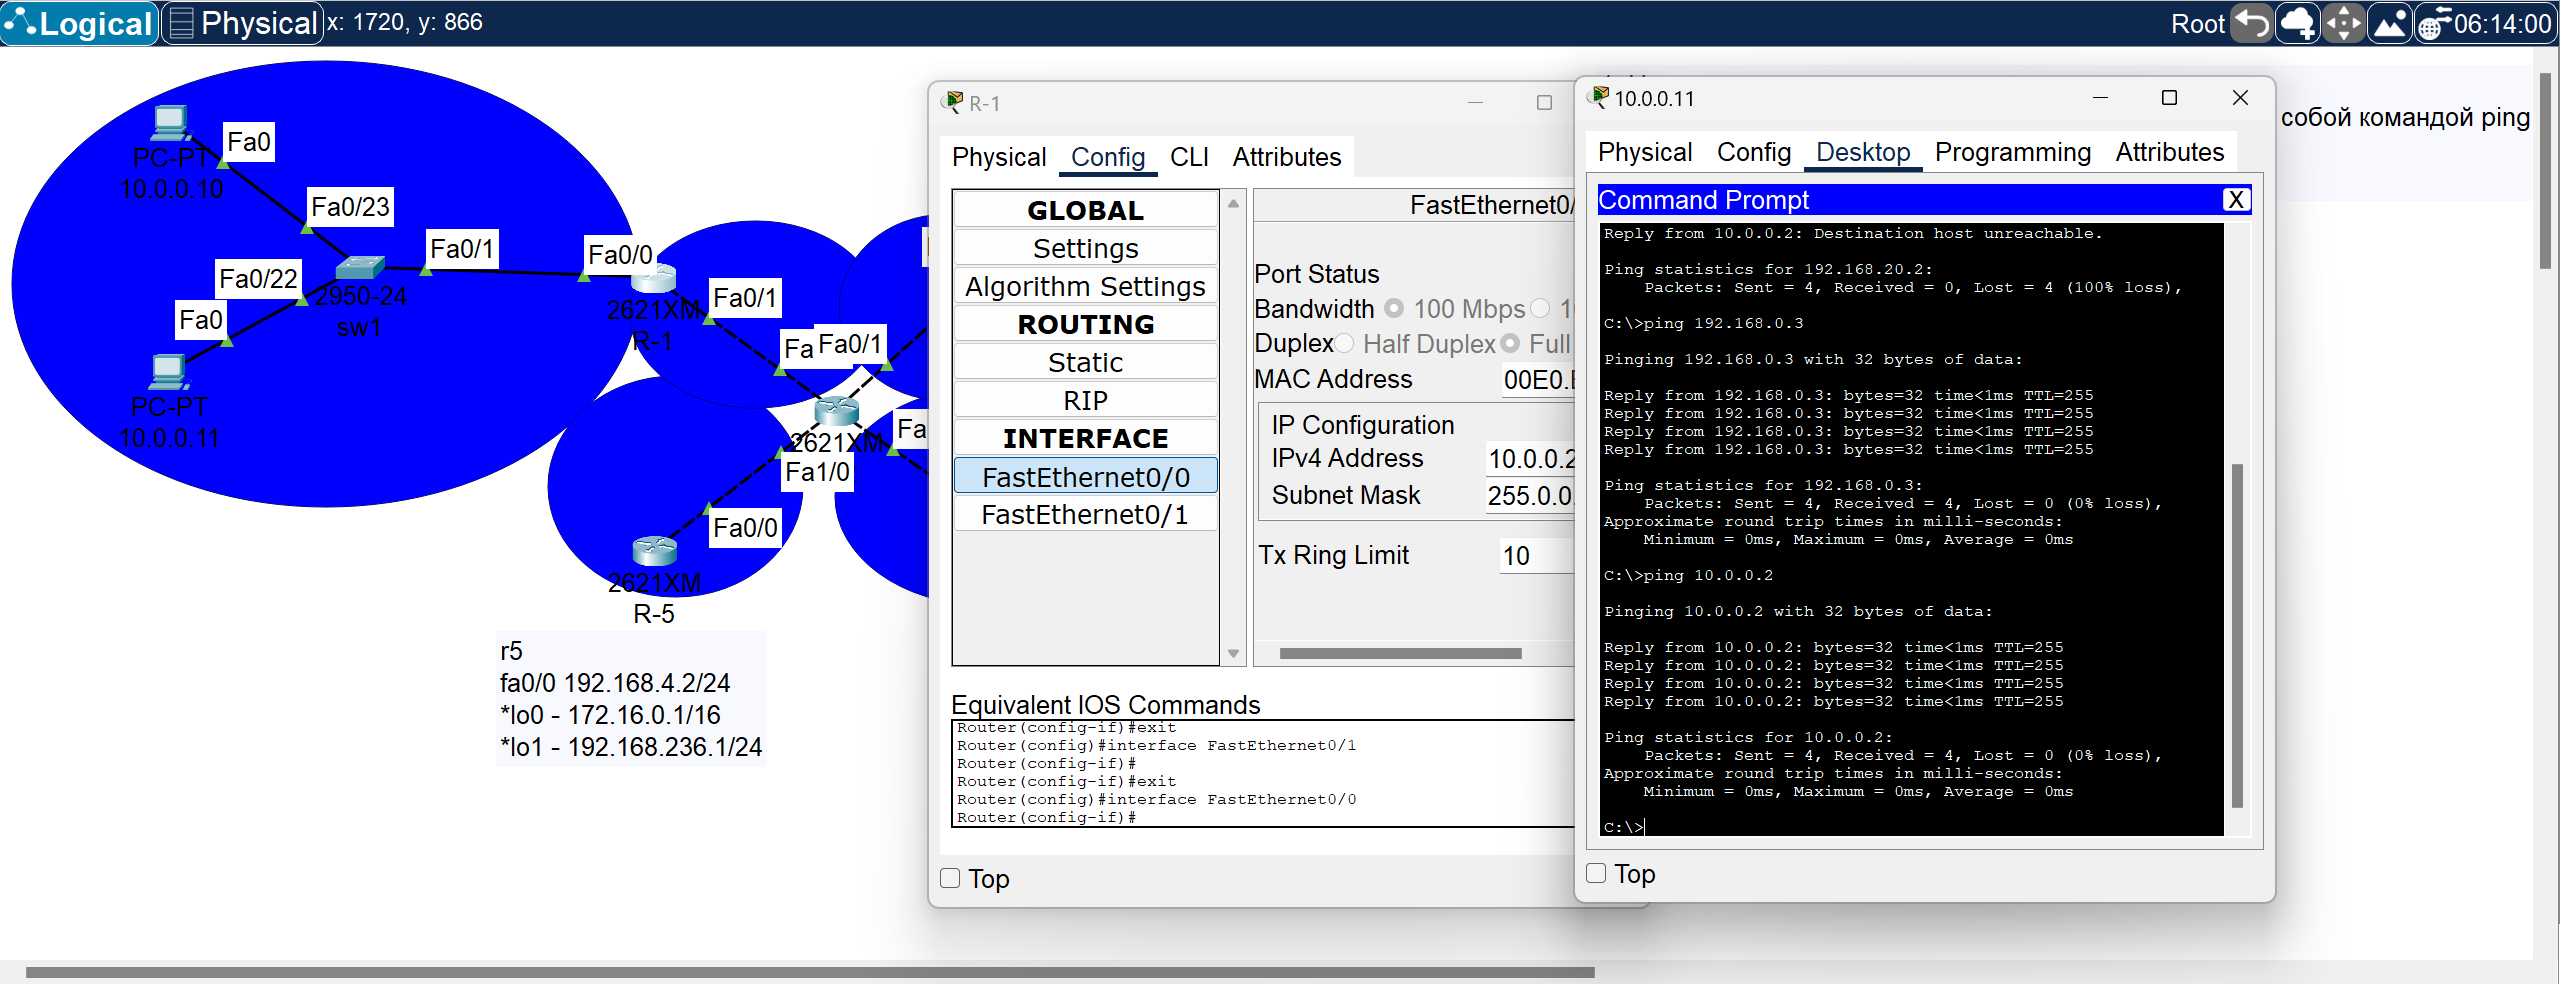 Logical
Physical
x: 1720, y: 866
Root
06:14:00
PC-PT
10.0.0.10
Fa0
Fa0/23
Fa0/22
Fa0/1
Fa0/0
2950-24
sw1
Fa0
PC-PT
10.0.0.11
2621XM
R-1
Fa0/1
Fa
Fa0/1
2621XM
Fa
Fa1/0
Fa0/0
2621XM
R-5
r5
fa0/0 192.168.4.2/24
*lo0 - 172.16.0.1/16
*lo1 - 192.168.236.1/24
R-1
Physical
Config
CLI
Attributes
GLOBAL
Settings
Algorithm Settings
ROUTING
Static
RIP
INTERFACE
FastEthernet0/0
FastEthernet0/1
FastEthernet0/
Port Status
Bandwidth 100 Mbps
Duplex Half Duplex Full
MAC Address 00E0.
IP Configuration
IPv4 Address 10.0.0.2
Subnet Mask 255.0.0
Tx Ring Limit 10
Equivalent IOS Commands
Router(config-if)#exit
Router(config)#interface FastEthernet0/1
Router(config-if)#
Router(config-if)#exit
Router(config)#interface FastEthernet0/0
Router(config-if)#
Top
10.0.0.11
Physical
Config
Desktop
Programming
Attributes
Command Prompt
X
Reply from 10.0.0.2: Destination host unreachable.
Ping statistics for 192.168.20.2:
Packets: Sent = 4, Received = 0, Lost = 4 (100% loss),
C:\>ping 192.168.0.3
Pinging 192.168.0.3 with 32 bytes of data:
Reply from 192.168.0.3: bytes=32 time<1ms TTL=255
Reply from 192.168.0.3: bytes=32 time<1ms TTL=255
Reply from 192.168.0.3: bytes=32 time<1ms TTL=255
Reply from 192.168.0.3: bytes=32 time<1ms TTL=255
Ping statistics for 192.168.0.3:
Packets: Sent = 4, Received = 4, Lost = 0 (0% loss),
Approximate round trip times in milli-seconds:
Minimum = 0ms, Maximum = 0ms, Average = 0ms
C:\>ping 10.0.0.2
Pinging 10.0.0.2 with 32 bytes of data:
Reply from 10.0.0.2: bytes=32 time<1ms TTL=255
Reply from 10.0.0.2: bytes=32 time<1ms TTL=255
Reply from 10.0.0.2: bytes=32 time<1ms TTL=255
Reply from 10.0.0.2: bytes=32 time<1ms TTL=255
Ping statistics for 10.0.0.2:
Packets: Sent = 4, Received = 4, Lost = 0 (0% loss),
Approximate round trip times in milli-seconds:
Minimum = 0ms, Maximum = 0ms, Average = 0ms
C:\>
Top
собой командой ping